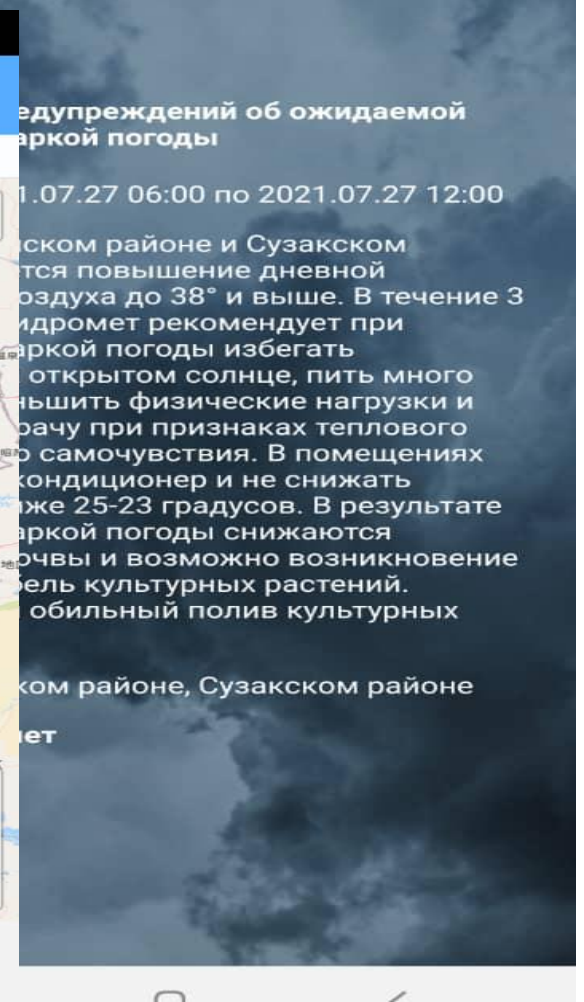 едупреждений об ожидаемой
аркой погоды
1.07.27 06:00 по 2021.07.27 12:00
ском районе и Сузакском
тся повышение дневной
оздуха до 38° и выше. В течение 3
идромет рекомендует при
аркой погоды избегать
открытом солнце, пить много
ньшить физические нагрузки и
рачу при признаках теплового
о самочувствия. В помещениях
кондиционер и не снижать
же 25-23 градусов. В результате
аркой погоды снижаются
очвы и возможно возникновение
бель культурных растений.
обильный полив культурных
ком районе, Сузакском районе
ет